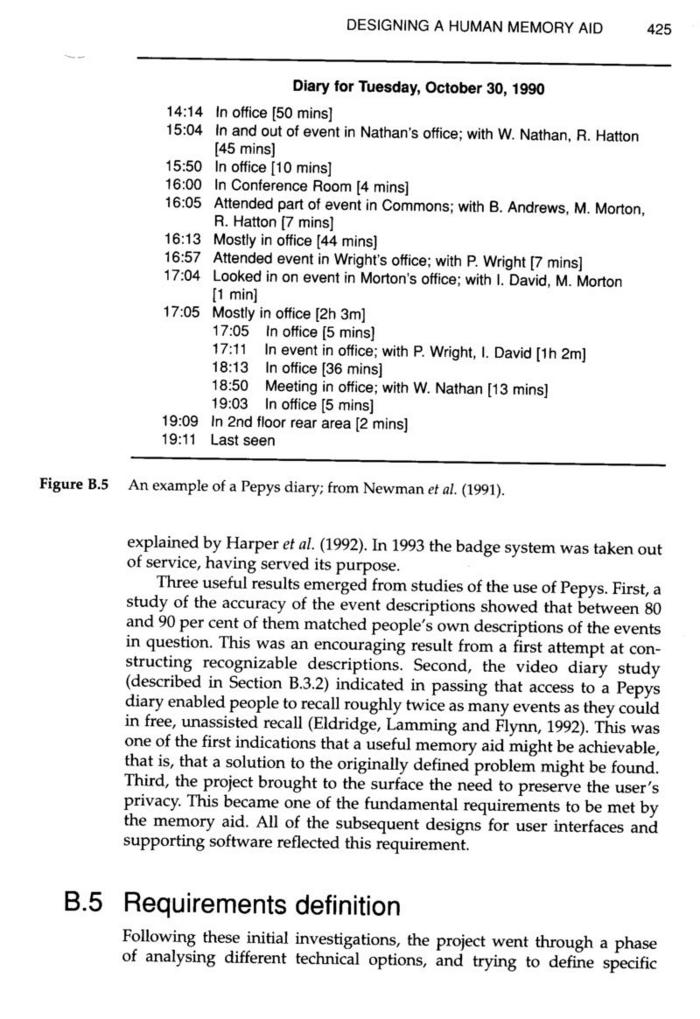 DESIGNING A HUMAN MEMORY AID 425
Diary for Tuesday, October 30, 1990
14:14 In office [50 mins]
15:04 In and out of event in Nathan's office; with W. Nathan, R. Hatton
[45 mins]
15:50 In office [10 mins]
16:00 In Conference Room [4 mins]
16:05 Attended part of event in Commons; with B. Andrews, M. Morton,
R. Hatton [7 mins]
16:13 Mostly in office [44 mins]
16:57 Attended event in Wright's office; with P. Wright [7 mins]
17:04 Looked in on event in Morton's office; with I. David, M. Morton
[1 min]
17:05 Mostly in office [2h 3m]
17:05 In office [5 mins]
17:11 In event in office; with P. Wright, I. David [1h 2m]
18:13 In office [36 mins]
18:50 Meeting in office; with W. Nathan [13 mins]
19:03 In office [5 mins]
19:09 In 2nd floor rear area [2 mins]
19:11 Last seen
Figure B.5 An example of a Pepys diary; from Newman et al. (1991).
explained by Harper et al. (1992). In 1993 the badge system was taken out
of service, having served its purpose.
Three useful results emerged from studies of the use of Pepys. First, a
study of the accuracy of the event descriptions showed that between 80
and 90 per cent of them matched people's own descriptions of the events
in question. This was an encouraging result from a first attempt at con-
structing recognizable descriptions. Second, the video diary study
(described in Section B.3.2) indicated in passing that access to a Pepys
diary enabled people to recall roughly twice as many events as they could
in free, unassisted recall (Eldridge, Lamming and Flynn, 1992). This was
one of the first indications that a useful memory aid might be achievable,
that is, that a solution to the originally defined problem might be found.
Third, the project brought to the surface the need to preserve the user's
privacy. This became one of the fundamental requirements to be met by
the memory aid. All of the subsequent designs for user interfaces and
supporting software reflected this requirement.
B.5 Requirements definition
Following these initial investigations, the project went through a phase
of analysing different technical options, and trying to define specific